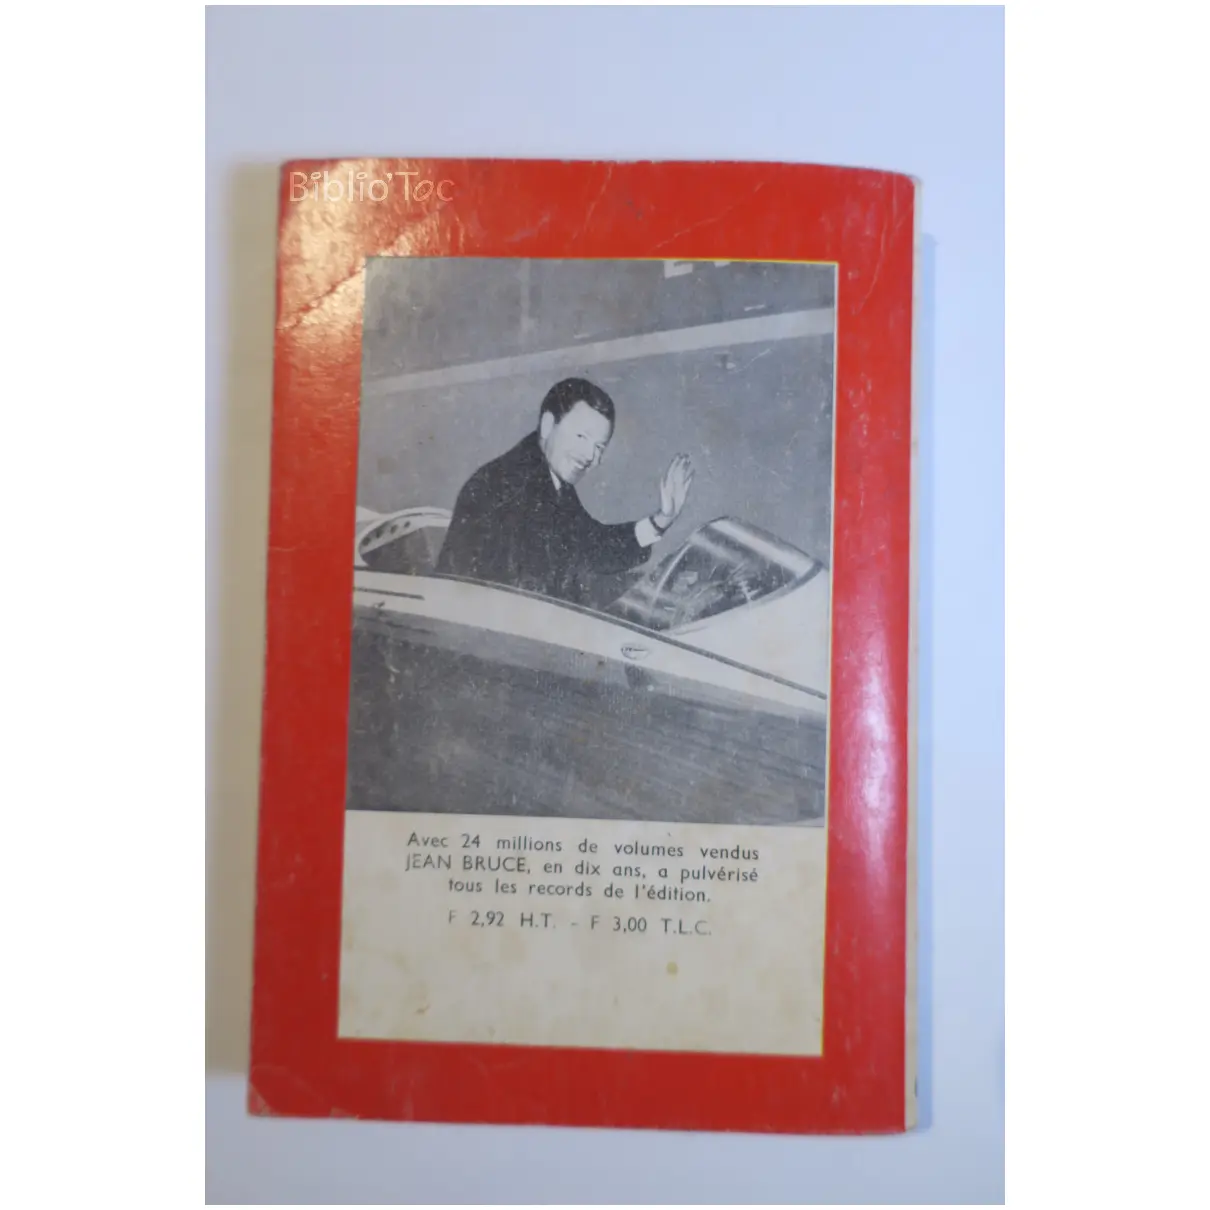 Biblio'Toc
Avec 24 millions de volumes vendus
JEAN BRUCE, en dix ans, a pulvérisé
tous les records de l'édition.
F 2,92 H.T. - F 3,00 T.L.C.